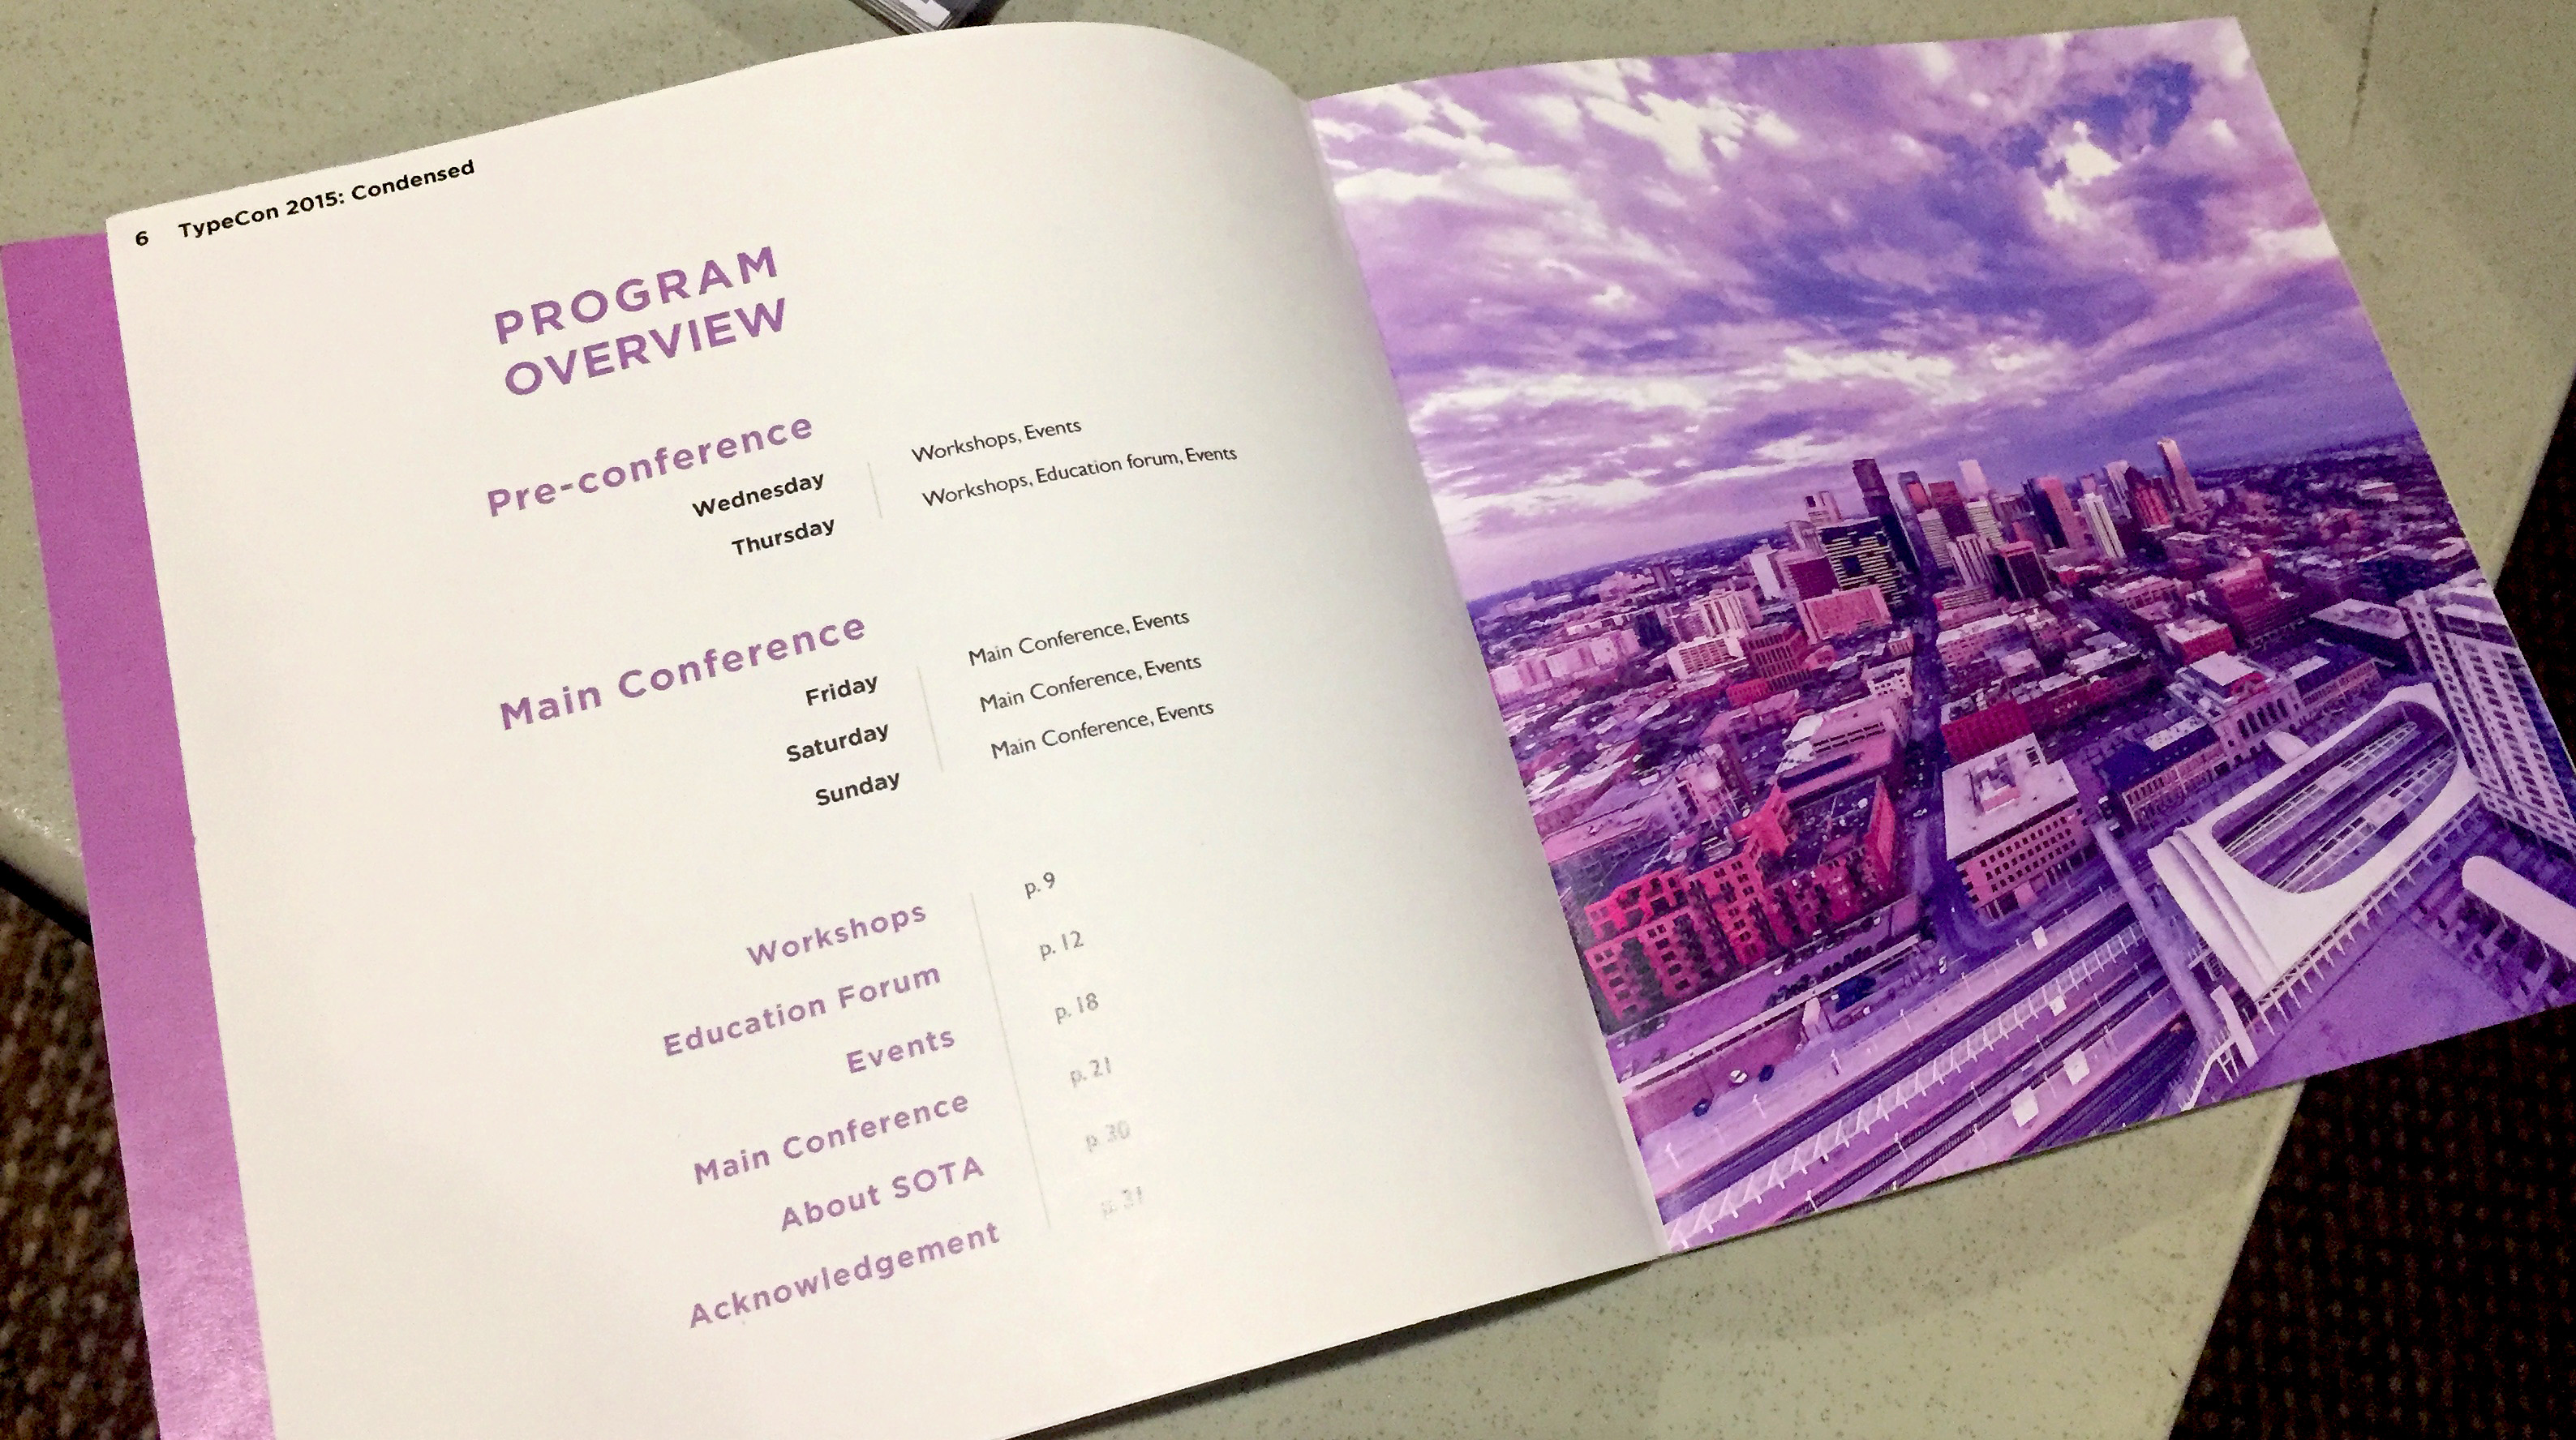 6 TypeCon 2015: Condensed
PROGRAM
OVERVIEW
Pre-conference
Wednesday Workshops, Events
Thursday Workshops, Education forum, Events
Main Conference
Friday Main Conference, Events
Saturday Main Conference, Events
Sunday Main Conference, Events
Workshops p. 9
Education Forum p. 12
Events p. 18
Main Conference p. 21
About SOTA p. 30
Acknowledgement p. 31